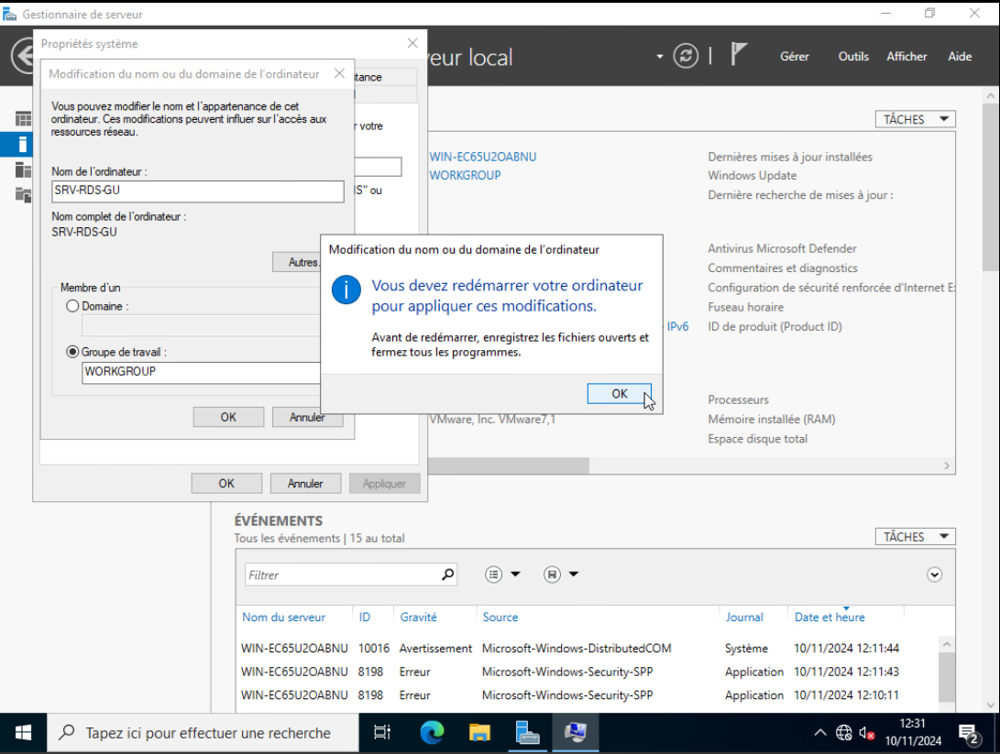 Gestionnaire de serveur
Propriétés système
veur local
Gérer
Outils
Afficher
Aide
Modification du nom ou du domaine de l'ordinateur
tance
Vous pouvez modifier le nom et l'appartenance de cet
ordinateur. Ces modifications peuvent influer sur l'accès aux
ressources réseau.
r votre
Nom de l'ordinateur :
SRV-RDS-GU
S" ou
Nom complet de l'ordinateur :
SRV-RDS-GU
Autres.
Membre d'un
Domaine :
Groupe de travail :
WORKGROUP
OK
Annuler
OK
Annuler
Appliquer
Modification du nom ou du domaine de l'ordinateur
Vous devez redémarrer votre ordinateur
pour appliquer ces modifications.
Avant de redémarrer, enregistrez les fichiers ouverts et
fermez tous les programmes.
OK
TÂCHES
WIN-EC65U2OABNU
WORKGROUP
IPv6
VMware, Inc. VMware7,1
Dernières mises à jour installées
Windows Update
Dernière recherche de mises à jour :
Antivirus Microsoft Defender
Commentaires et diagnostics
Configuration de sécurité renforcée d'Internet E
Fuseau horaire
ID de produit (Product ID)
Processeurs
Mémoire installée (RAM)
Espace disque total
ÉVÉNEMENTS
Tous les événements | 15 au total
TÂCHES
Filtrer
Nom du serveur ID Gravité Source Journal Date et heure
WIN-EC65U2OABNU 10016 Avertissement Microsoft-Windows-DistributedCOM Système 10/11/2024 12:11:44
WIN-EC65U2OABNU 8198 Erreur Microsoft-Windows-Security-SPP Application 10/11/2024 12:11:43
WIN-EC65U2OABNU 8198 Erreur Microsoft-Windows-Security-SPP Application 10/11/2024 12:10:11
Tapez ici pour effectuer une recherche
12:31
10/11/2024
2